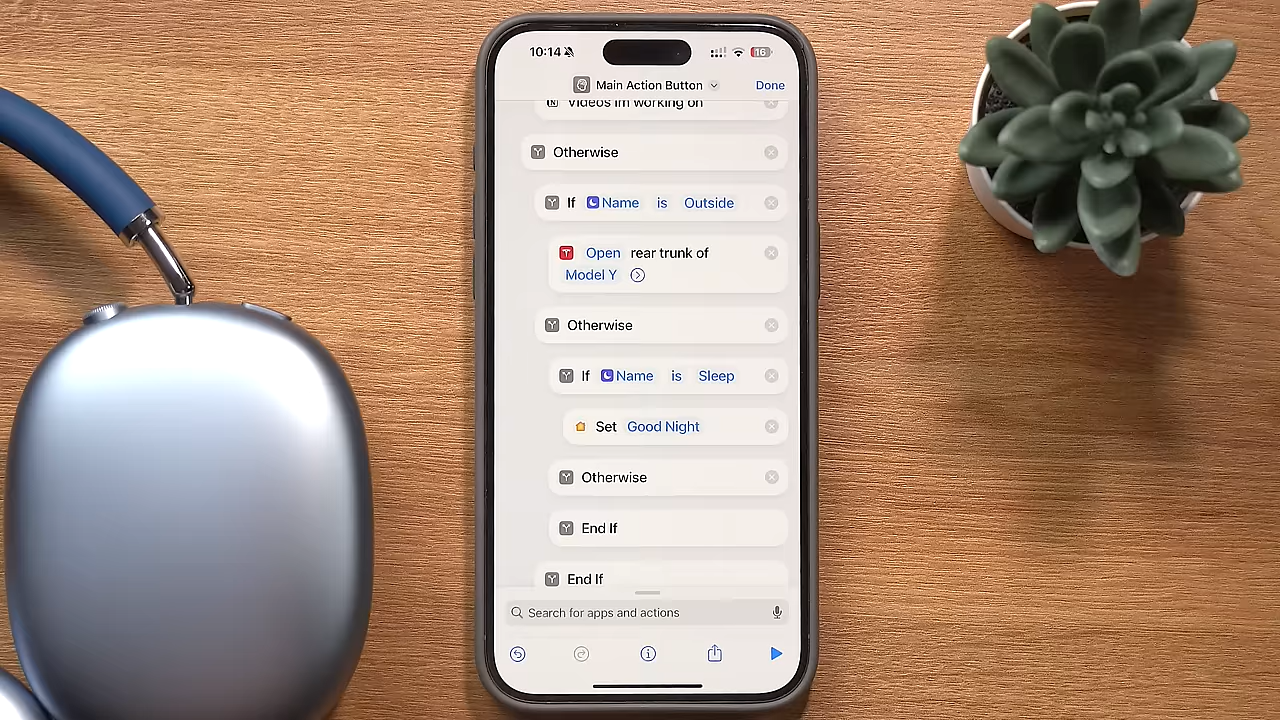 10:14
16
Main Action Button
Done
Videos Im working on
Otherwise
If Name is Outside
Open rear trunk of
Model Y
Otherwise
If Name is Sleep
Set Good Night
Otherwise
End If
End If
Search for apps and actions